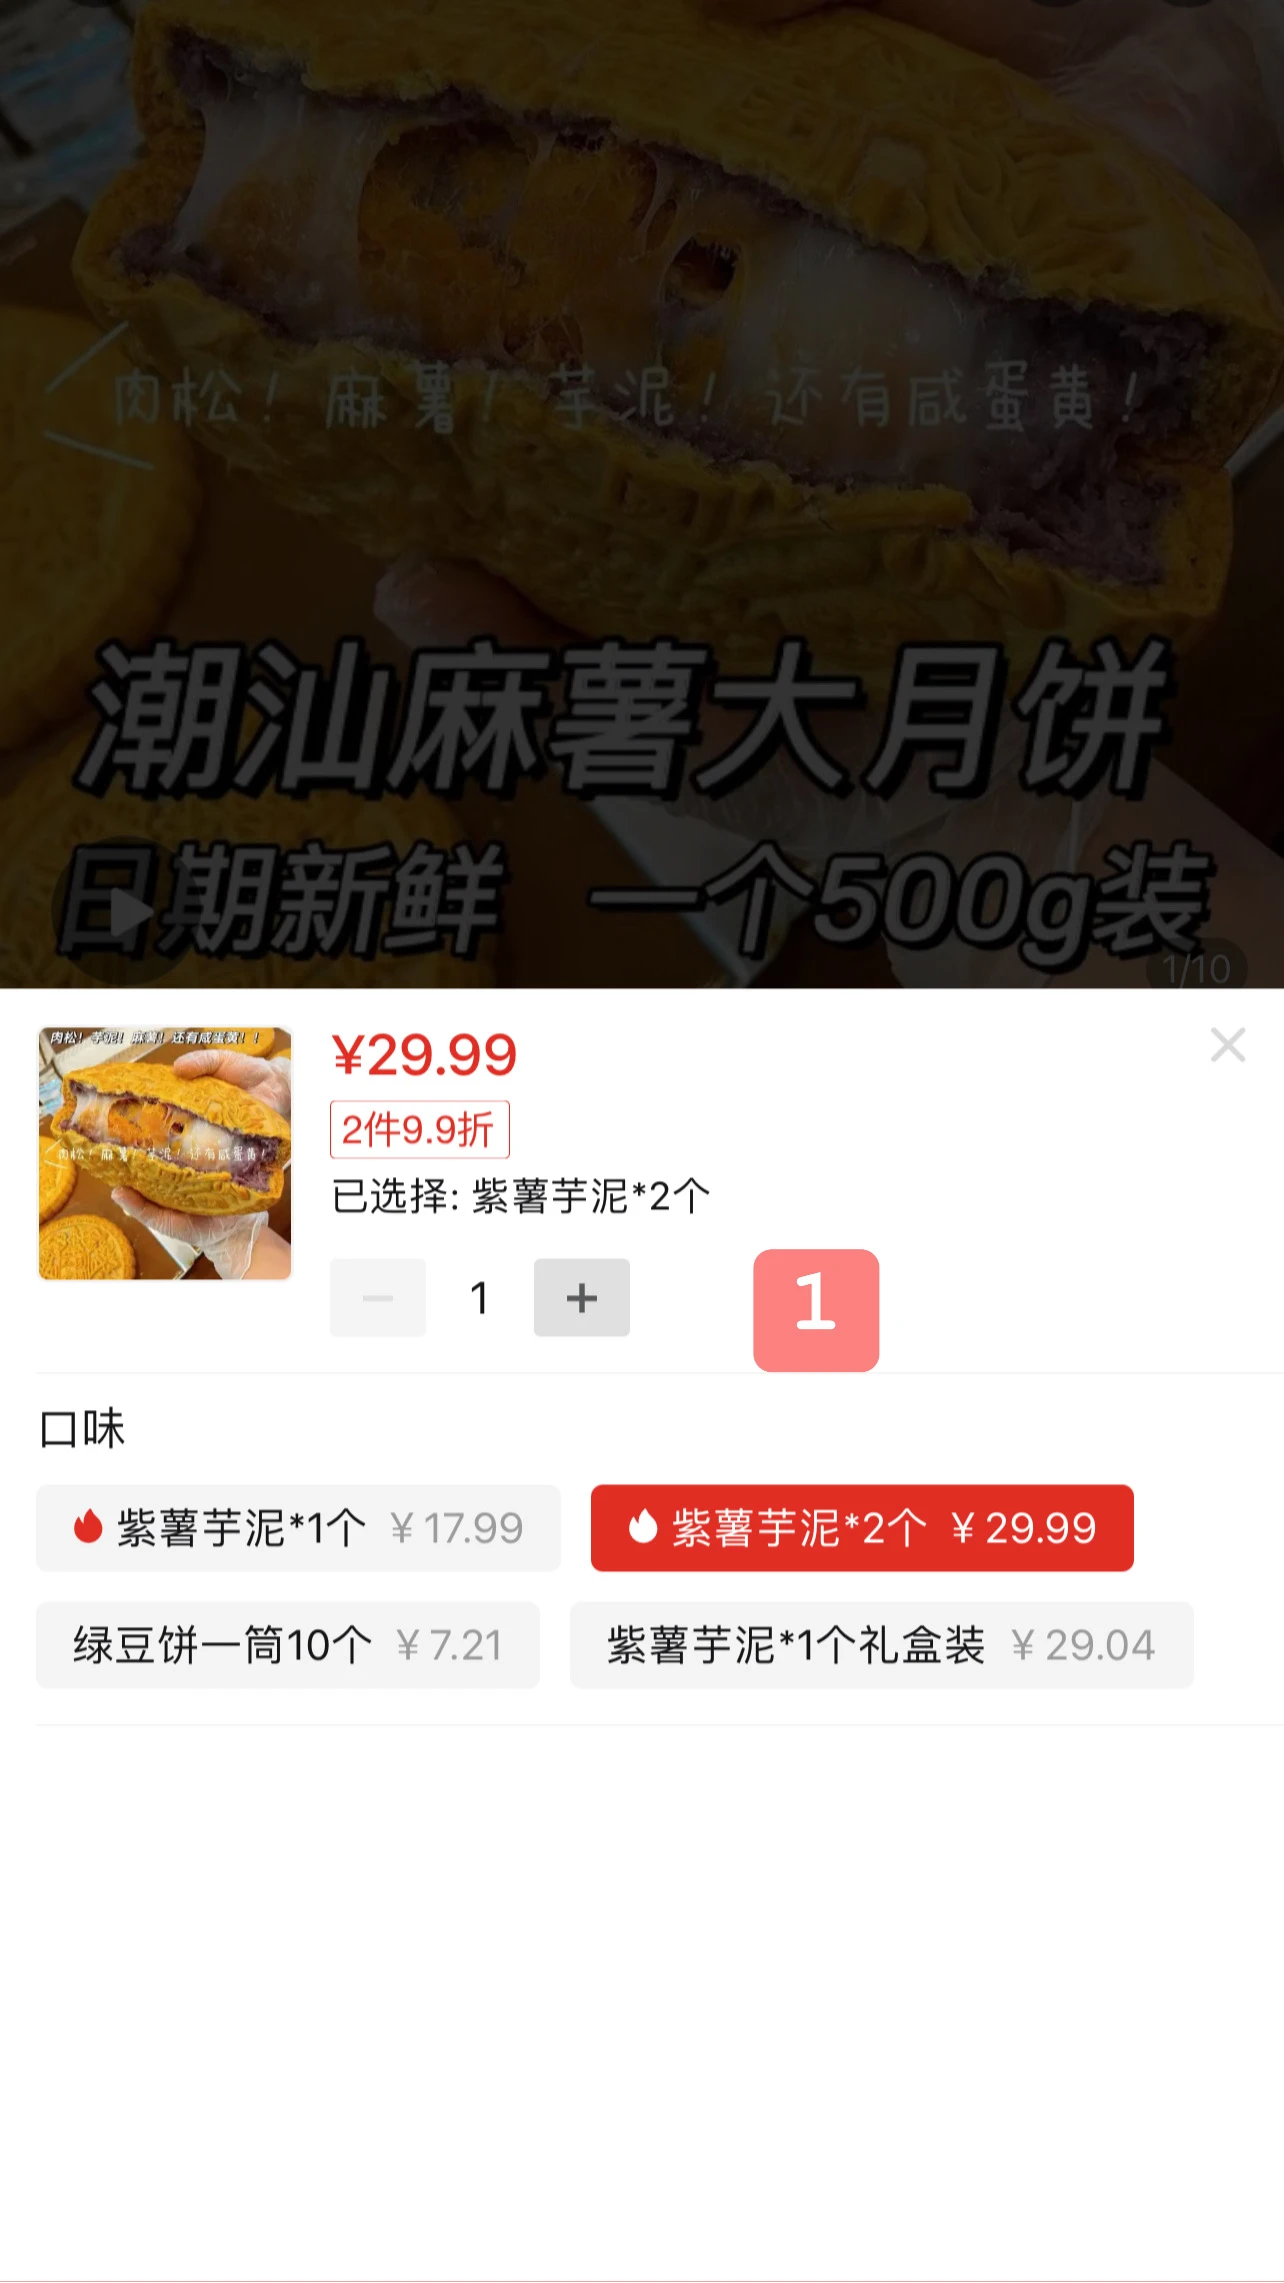 肉松！麻薯！芋泥！还有咸蛋黄！
潮汕麻薯大月饼
日期新鲜 一个500g装
1/10
肉松！芋泥！麻薯！还有咸蛋黄！！
肉松！麻薯！芋泥！还有咸蛋黄！
¥29.99
2件9.9折
已选择: 紫薯芋泥*2个
1
1
口味
紫薯芋泥*1个 ¥17.99
紫薯芋泥*2个 ¥29.99
绿豆饼一筒10个 ¥7.21
紫薯芋泥*1个礼盒装 ¥29.04